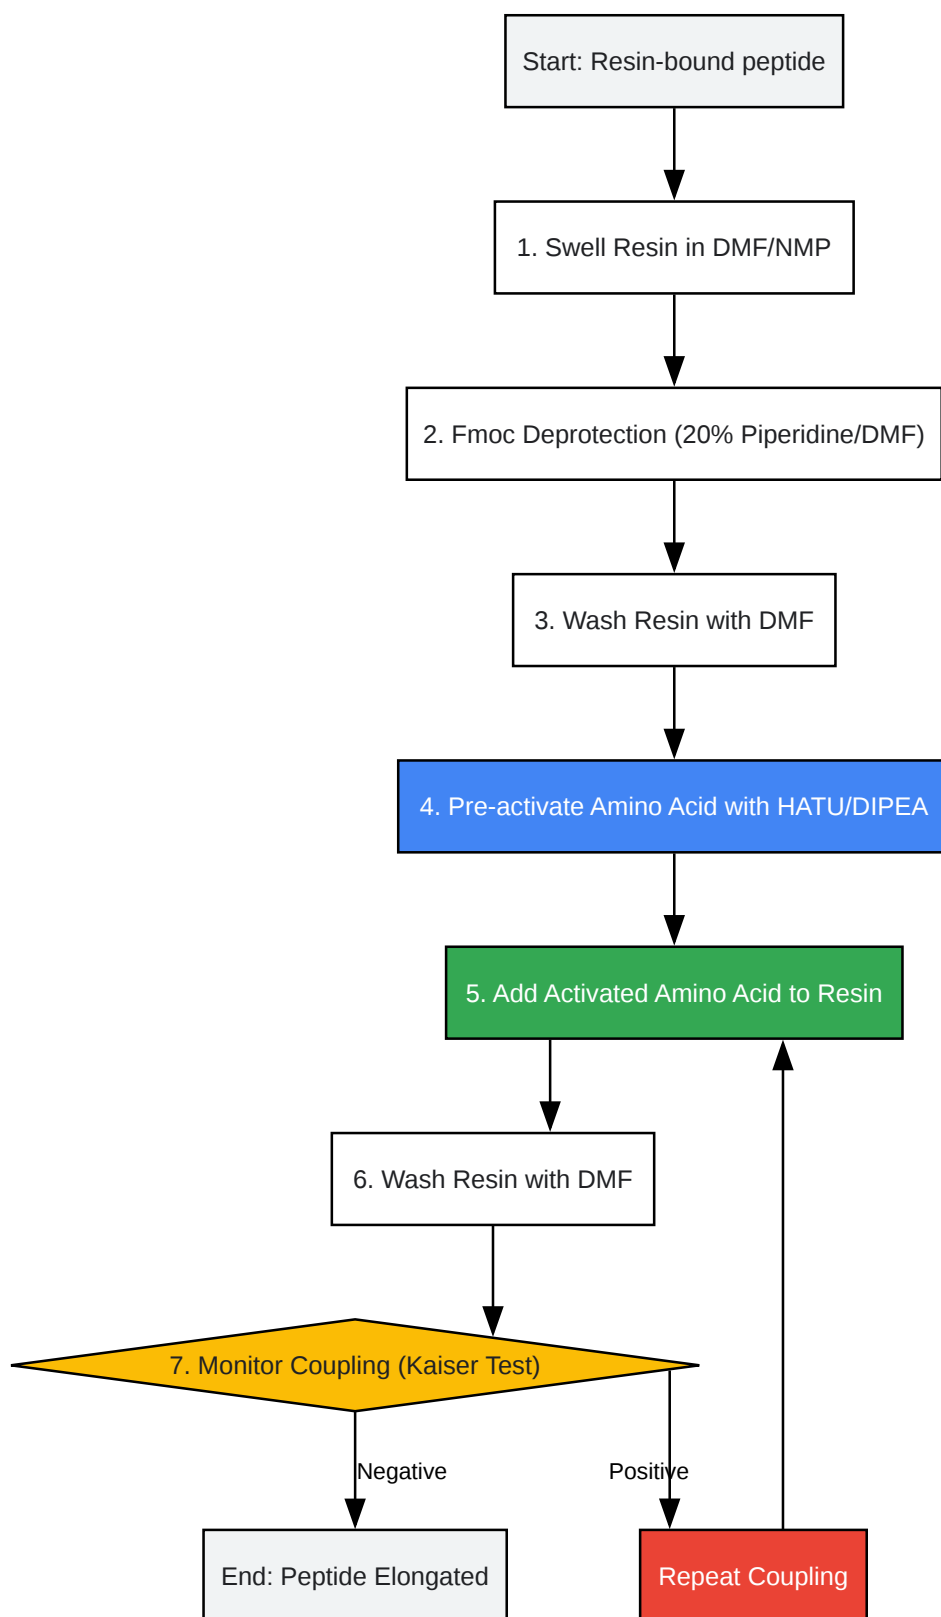 Start: Resin-bound peptide
1. Swell Resin in DMF/NMP
2. Fmoc Deprotection (20% Piperidine/DMF)
3. Wash Resin with DMF
4. Pre-activate Amino Acid with HATU/DIPEA
5. Add Activated Amino Acid to Resin
6. Wash Resin with DMF
7. Monitor Coupling (Kaiser Test)
Negative
Positive
End: Peptide Elongated
Repeat Coupling